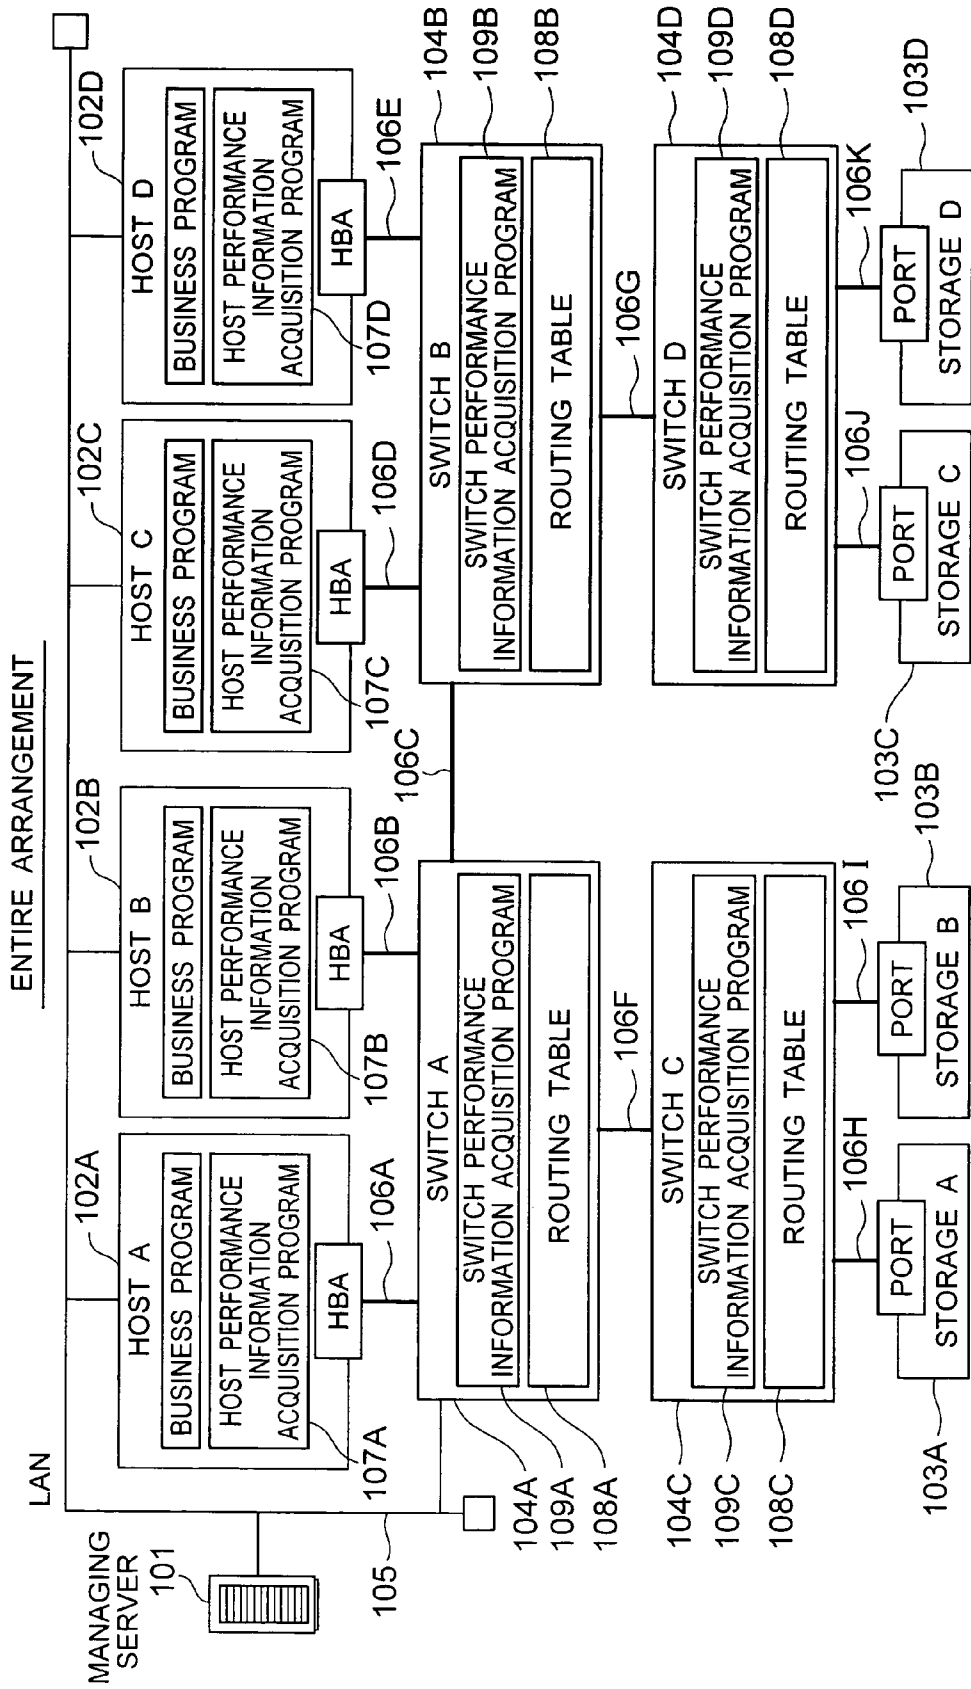 ENTIRE ARRANGEMENT
LAN
MANAGING
SERVER
101
105
102A
HOST A
BUSINESS PROGRAM
HOST PERFORMANCE
INFORMATION
ACQUISITION PROGRAM
107A
HBA
106A
102B
HOST B
BUSINESS PROGRAM
HOST PERFORMANCE
INFORMATION
ACQUISITION PROGRAM
107B
HBA
106B
102C
HOST C
BUSINESS PROGRAM
HOST PERFORMANCE
INFORMATION
ACQUISITION PROGRAM
107C
HBA
106D
102D
HOST D
BUSINESS PROGRAM
HOST PERFORMANCE
INFORMATION
ACQUISITION PROGRAM
107D
HBA
106E
SWITCH A
SWITCH PERFORMANCE
INFORMATION ACQUISITION PROGRAM
ROUTING TABLE
104A
109A
108A
106C
SWITCH B
SWITCH PERFORMANCE
INFORMATION ACQUISITION PROGRAM
ROUTING TABLE
104B
109B
108B
106F
106G
SWITCH C
SWITCH PERFORMANCE
INFORMATION ACQUISITION PROGRAM
ROUTING TABLE
104C
109C
108C
SWITCH D
SWITCH PERFORMANCE
INFORMATION ACQUISITION PROGRAM
ROUTING TABLE
104D
109D
108D
106H
PORT
STORAGE A
103A
106I
PORT
STORAGE B
103B
106J
PORT
STORAGE C
103C
106K
PORT
STORAGE D
103D